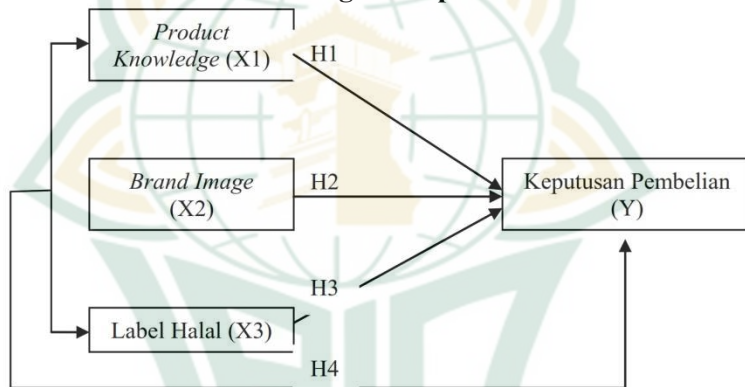 Product
Knowledge (X1)
H1
Brand Image
(X2)
H2
Keputusan Pembelian
(Y)
H3
Label Halal (X3)
H4